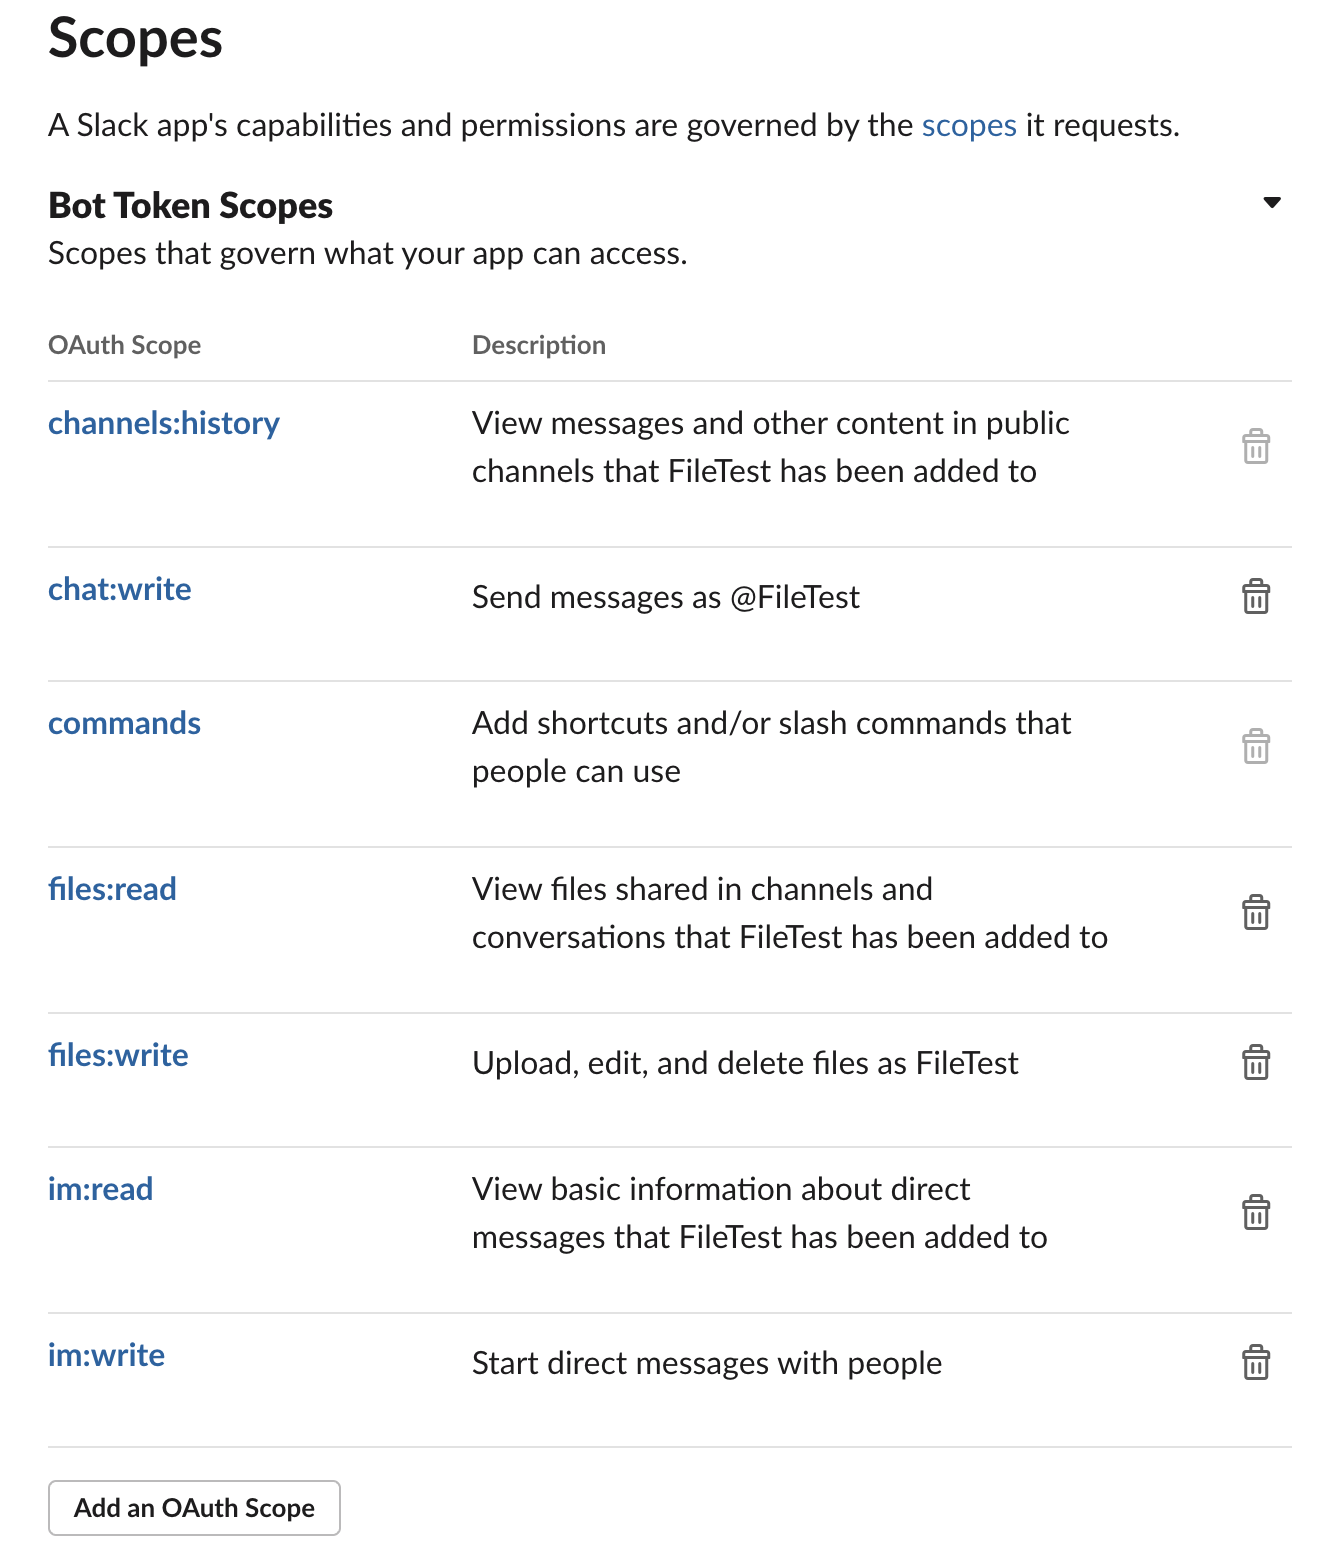 Scopes
A Slack app's capabilities and permissions are governed by the scopes it requests.
Bot Token Scopes
Scopes that govern what your app can access.
OAuth Scope Description
channels:history View messages and other content in public
channels that FileTest has been added to
chat:write Send messages as @FileTest
commands Add shortcuts and/or slash commands that
people can use
files:read View files shared in channels and
conversations that FileTest has been added to
files:write Upload, edit, and delete files as FileTest
im:read View basic information about direct
messages that FileTest has been added to
im:write Start direct messages with people
Add an OAuth Scope